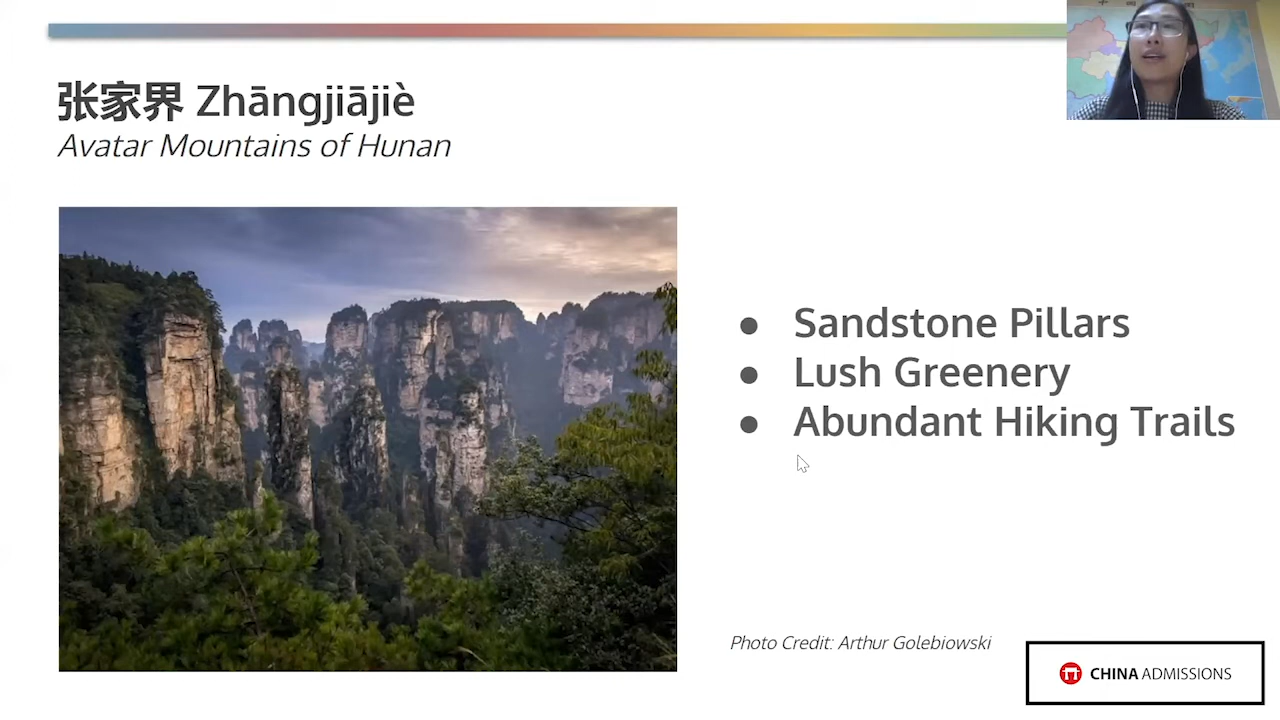 张家界 Zhāngjiājiè
Avatar Mountains of Hunan
● Sandstone Pillars
● Lush Greenery
● Abundant Hiking Trails
Photo Credit: Arthur Golebiowski
CHINA ADMISSIONS